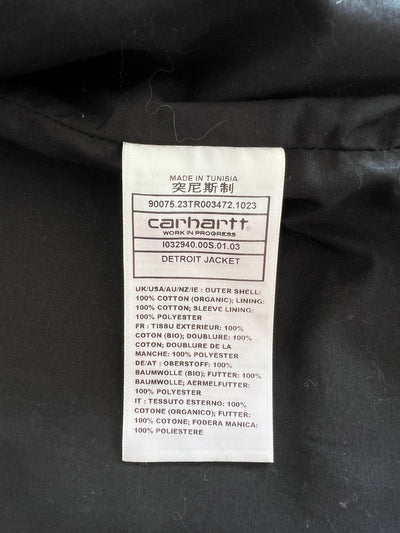 MADE IN TUNISIA
突尼斯制
90075.23TR003472.1023
carhartt
WORK IN PROGRESS
I032940.00S.01.03
DETROIT JACKET
UK/USA/AU/NZ/IE : OUTER SHELL:
100% COTTON (ORGANIC); LINING:
100% COTTON; SLEEVE LINING:
100% POLYESTER
FR : TISSU EXTERIEUR: 100%
COTON (BIO); DOUBLURE: 100%
COTON; DOUBLURE DE LA
MANCHE: 100% POLYESTER
DE/AT : OBERSTOFF: 100%
BAUMWOLLE (BIO); FUTTER: 100%
BAUMWOLLE; AERMELFUTTER:
100% POLYESTER
IT : TESSUTO ESTERNO: 100%
COTONE (ORGANICO); FUTTER:
100% COTONE; FODERA MANICA:
100% POLIESTERE